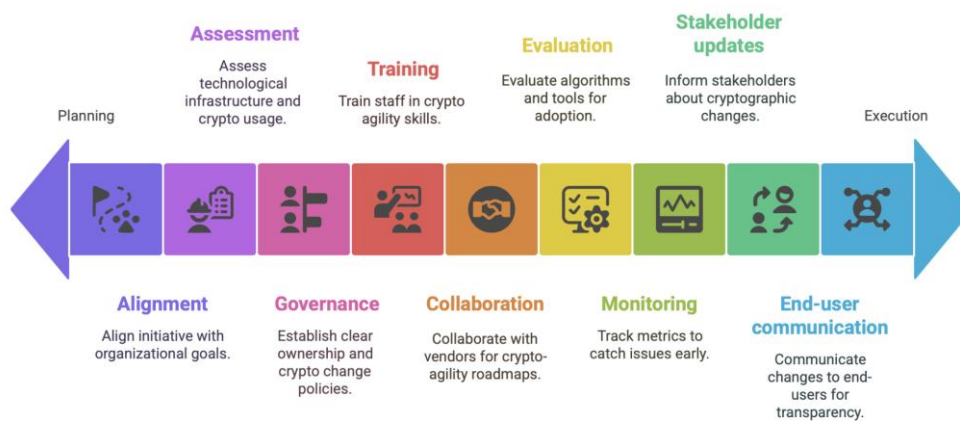 Planning
Assessment
Assess
technological
infrastructure and
crypto usage.
Training
Train staff in crypto
agility skills.
Evaluation
Evaluate algorithms
and tools for
adoption.
Stakeholder
updates
Inform stakeholders
about cryptographic
changes.
Execution
Alignment
Align initiative with
organizational goals.
Governance
Establish clear
ownership and
crypto change
policies.
Collaboration
Collaborate with
vendors for crypto-
agility roadmaps.
Monitoring
Track metrics to
catch issues early.
End-user
communication
Communicate
changes to end-
users for
transparency.